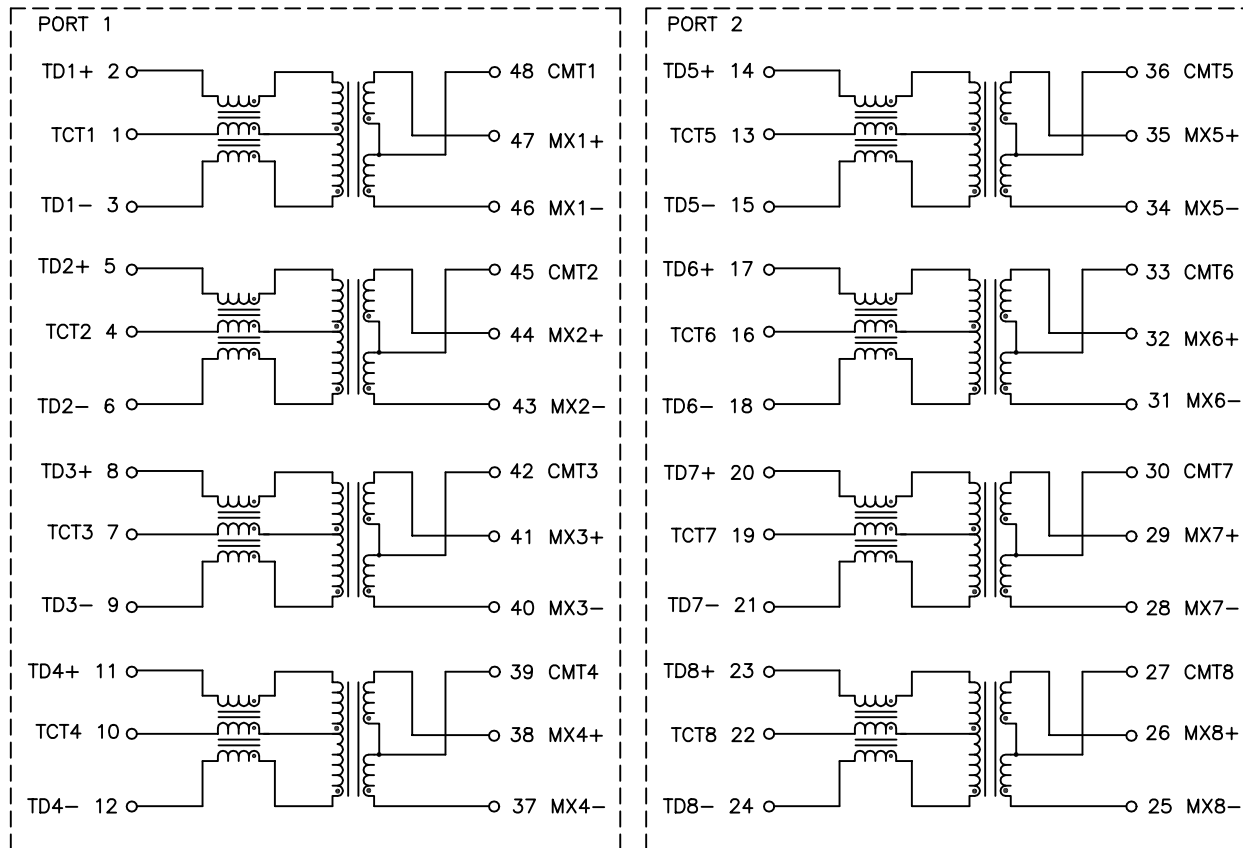 PORT 1
TD1+ 2
48 CMT1
TCT1 1
47 MX1+
TD1- 3
46 MX1-
TD2+ 5
45 CMT2
TCT2 4
44 MX2+
TD2- 6
43 MX2-
TD3+ 8
42 CMT3
TCT3 7
41 MX3+
TD3- 9
40 MX3-
TD4+ 11
39 CMT4
TCT4 10
38 MX4+
TD4- 12
37 MX4-
PORT 2
TD5+ 14
36 CMT5
TCT5 13
35 MX5+
TD5- 15
34 MX5-
TD6+ 17
33 CMT6
TCT6 16
32 MX6+
TD6- 18
31 MX6-
TD7+ 20
30 CMT7
TCT7 19
29 MX7+
TD7- 21
28 MX7-
TD8+ 23
27 CMT8
TCT8 22
26 MX8+
TD8- 24
25 MX8-